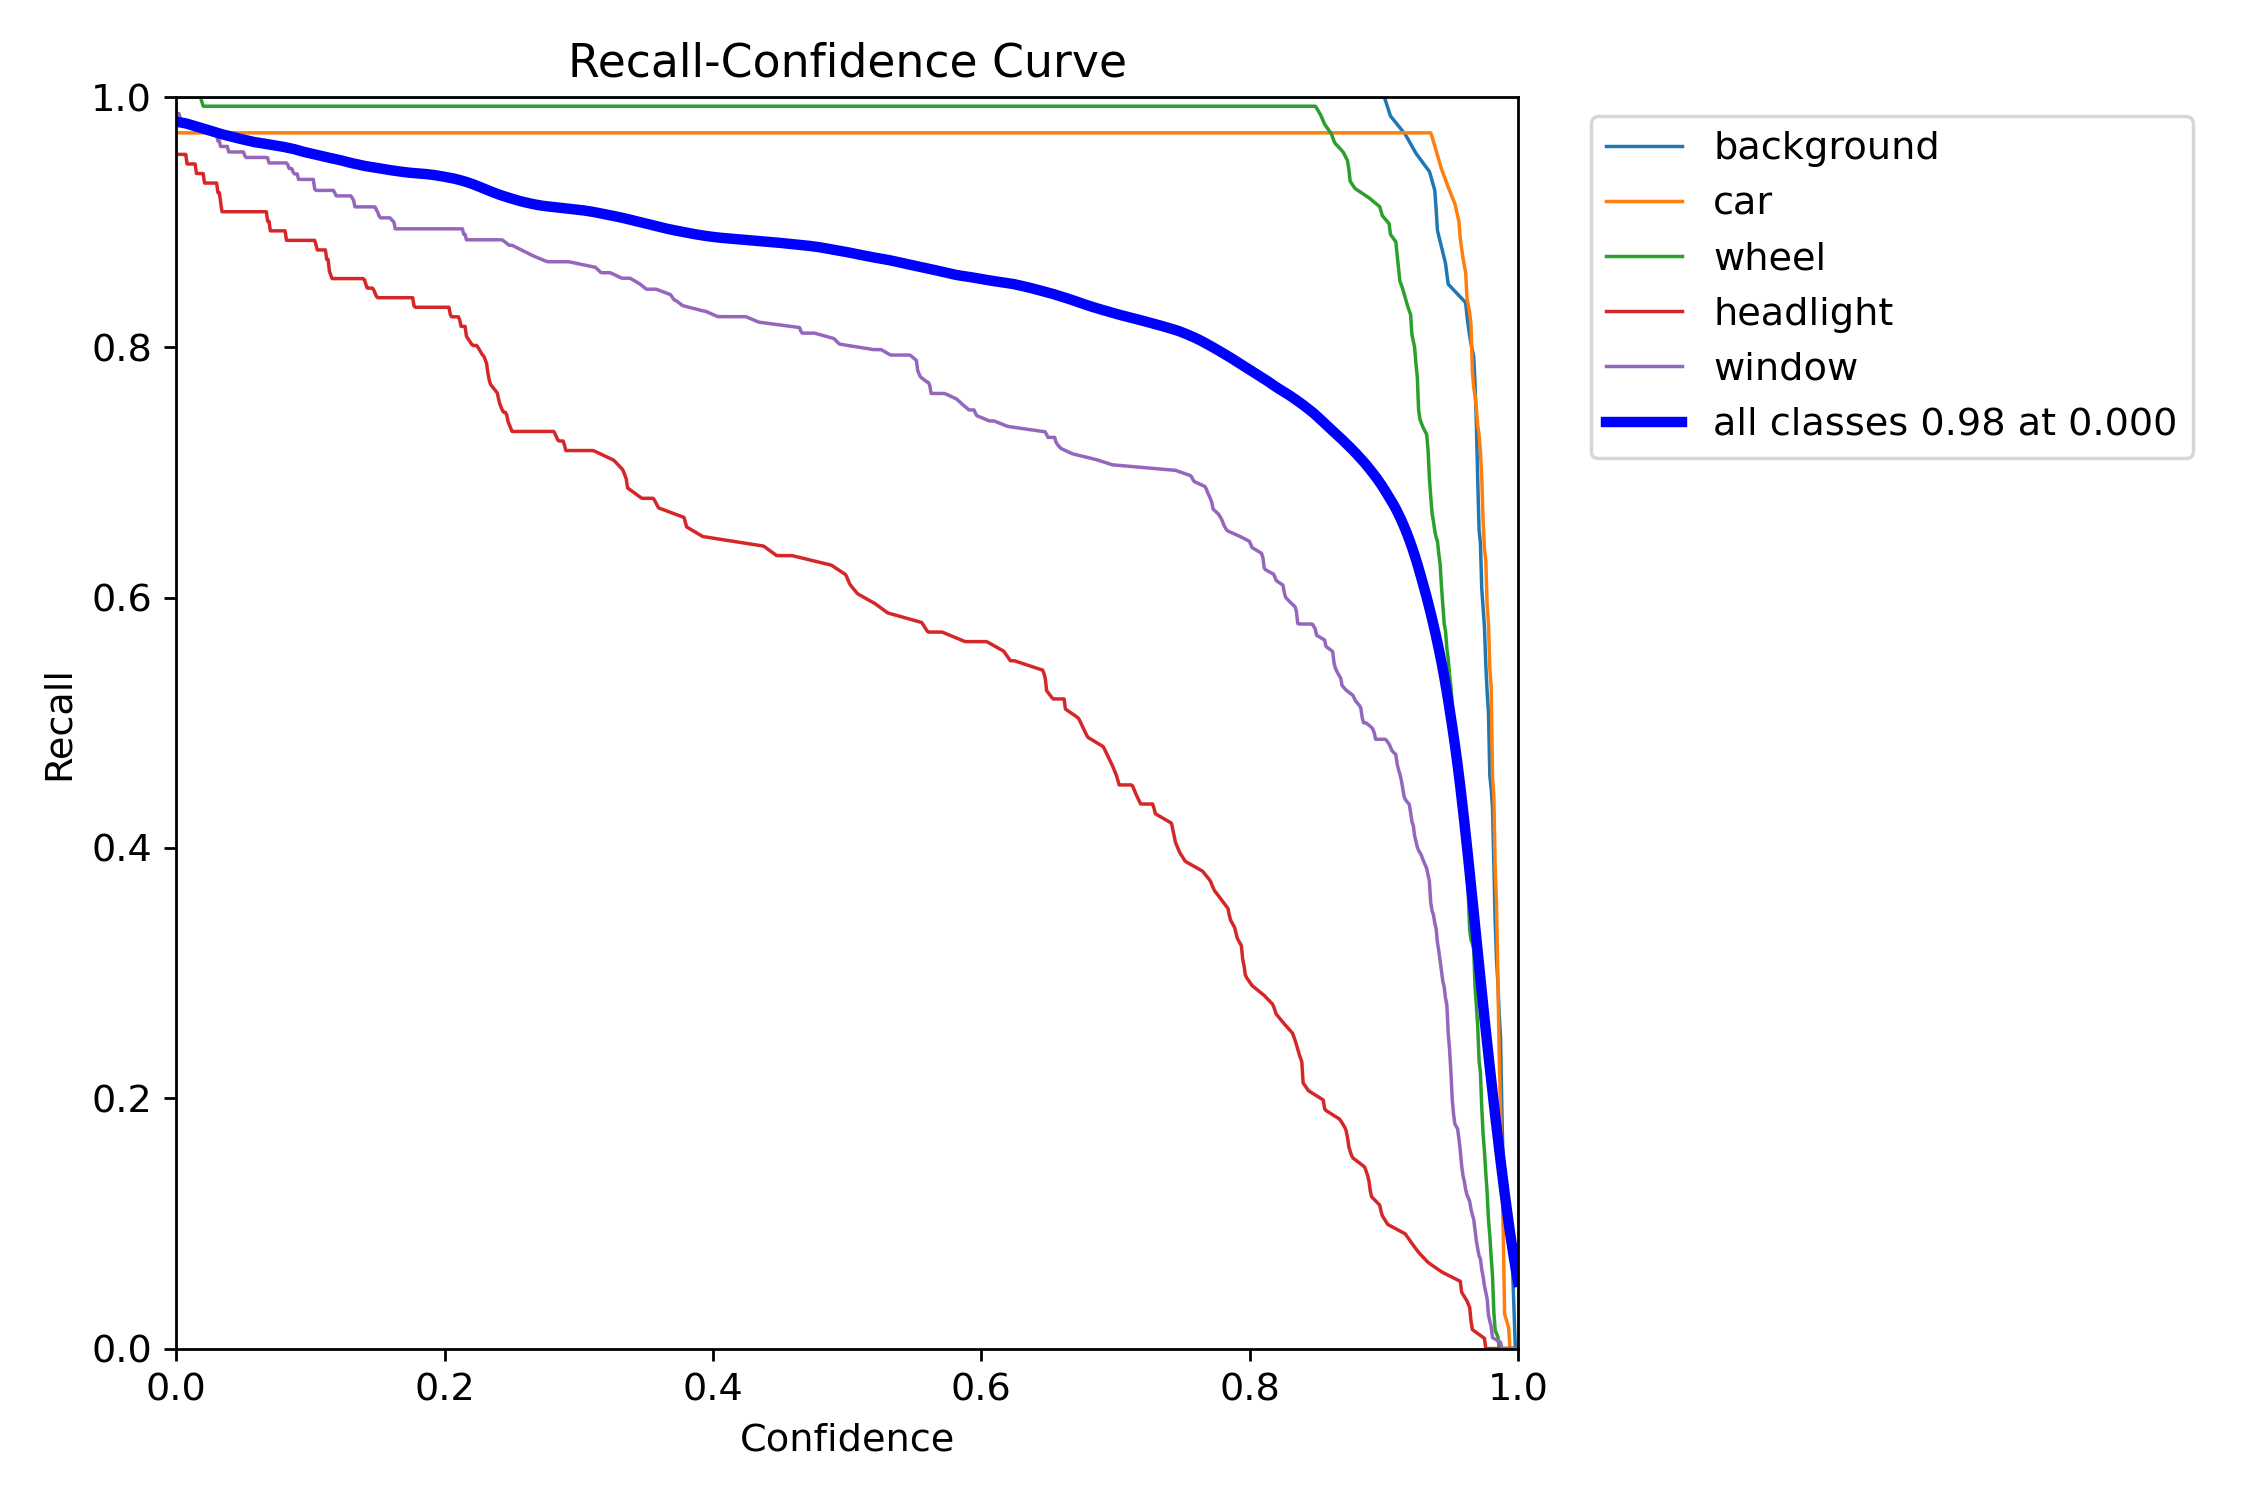 Recall-Confidence Curve
1.0
0.8
0.6
0.4
0.2
0.0
Recall
0.0 0.2 0.4 0.6 0.8 1.0
Confidence
background
car
wheel
headlight
window
all classes 0.98 at 0.000